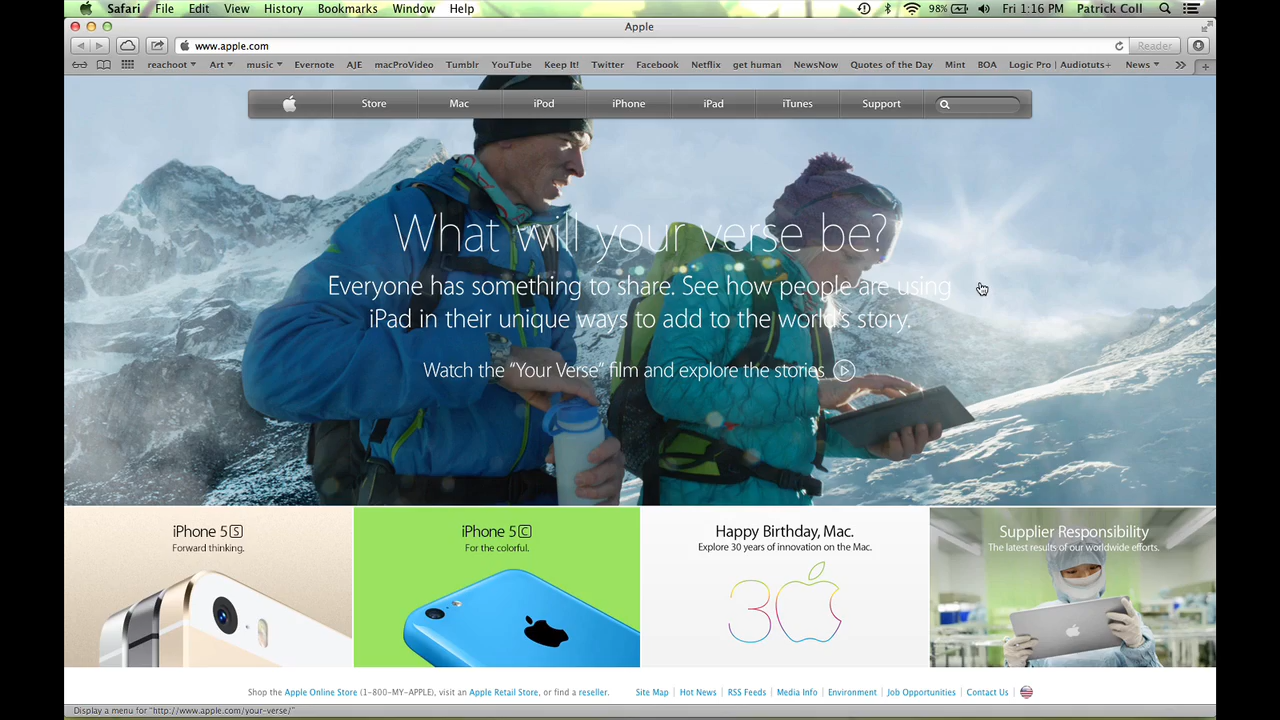 Safari File Edit View History Bookmarks Window Help 98% Fri 1:16 PM Patrick Coll
Apple
www.apple.com Reader
reachoot Art music Evernote AJE macProVideo Tumblr YouTube Keep It! Twitter Facebook Netflix get human NewsNow Quotes of the Day Mint BOA Logic Pro | Audiotuts+ News
Store Mac iPod iPhone iPad iTunes Support
What will your verse be?
Everyone has something to share. See how people are using
iPad in their unique ways to add to the world's story.
Watch the “Your Verse” film and explore the stories
iPhone 5S
Forward thinking.
iPhone 5C
For the colorful.
Happy Birthday, Mac.
Explore 30 years of innovation on the Mac.
30
Supplier Responsibility
The latest results of our worldwide efforts.
Shop the Apple Online Store (1-800-MY-APPLE), visit an Apple Retail Store, or find a reseller. Site Map Hot News RSS Feeds Media Info Environment Job Opportunities Contact Us
Display a menu for "http://www.apple.com/your-verse/"